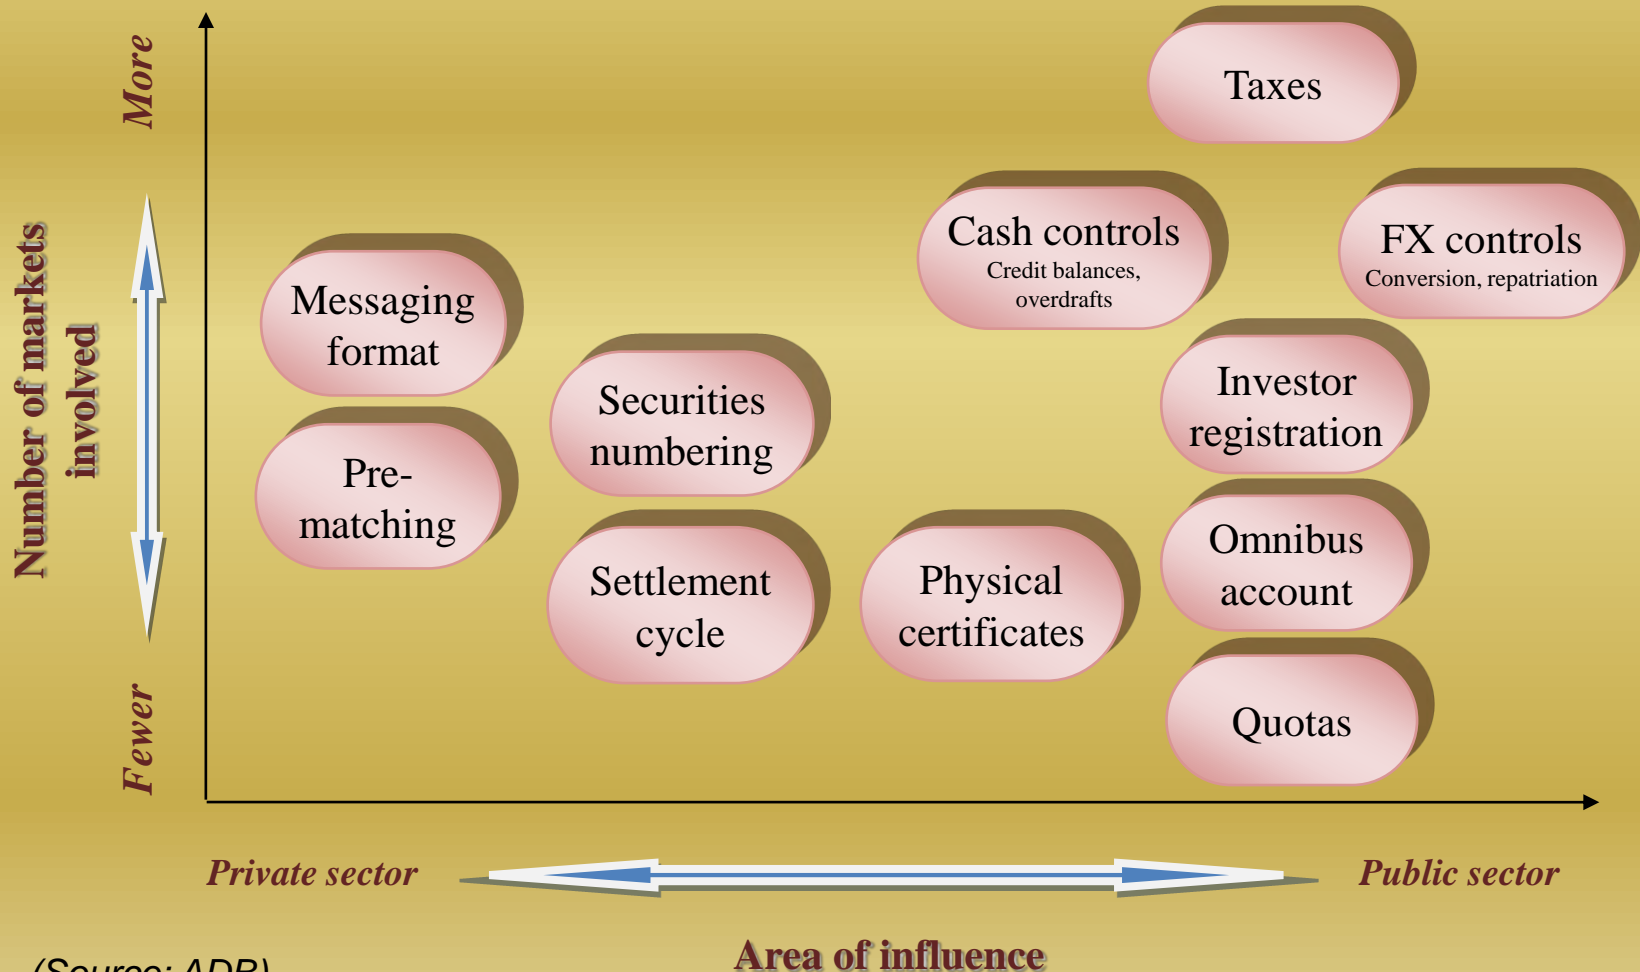 More
Number of markets
involved
Fewer
Taxes
Cash controls
Credit balances,
overdrafts
FX controls
Conversion, repatriation
Messaging
format
Securities
numbering
Investor
registration
Pre-
matching
Omnibus
account
Settlement
cycle
Physical
certificates
Quotas
Private sector
Public sector
Area of influence
(Source: ADB)